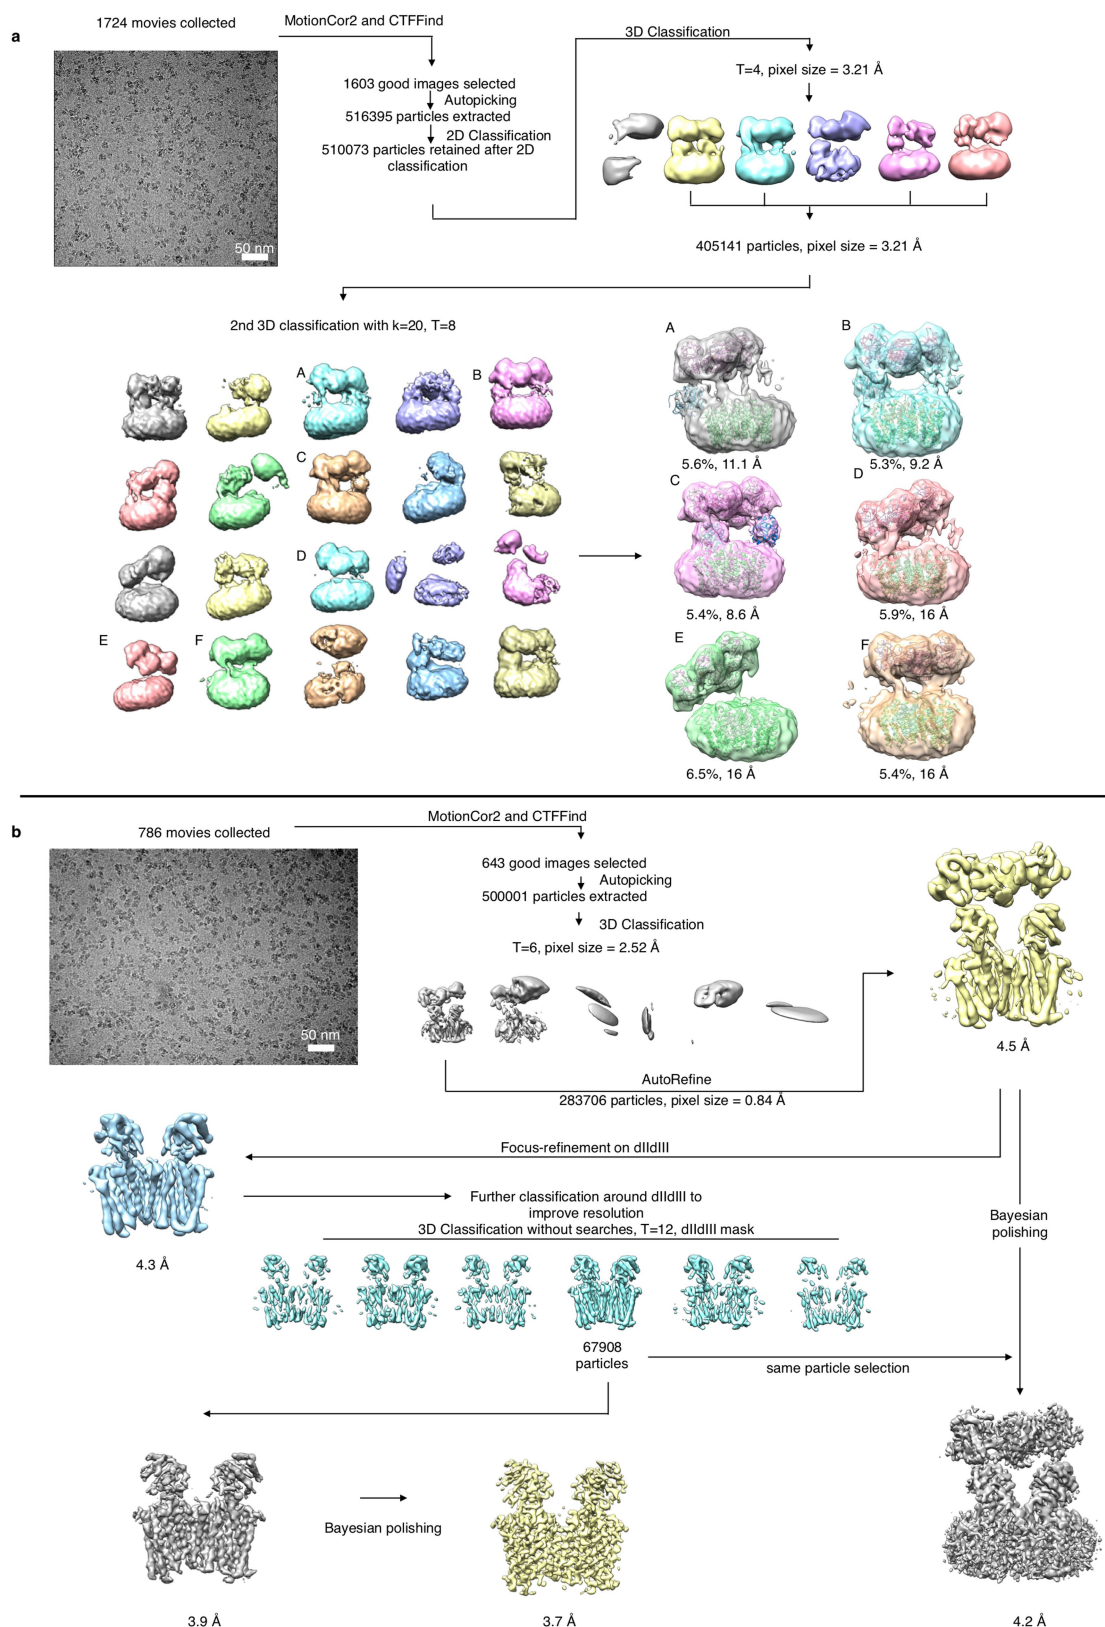 a
1724 movies collected
MotionCor2 and CTFFind
1603 good images selected
Autopicking
516395 particles extracted
2D Classification
510073 particles retained after 2D
classification
50 nm
3D Classification
T=4, pixel size = 3.21 Å
405141 particles, pixel size = 3.21 Å
2nd 3D classification with k=20, T=8
A
B
C
D
E
F
A
5.6%, 11.1 Å
B
5.3%, 9.2 Å
C
5.4%, 8.6 Å
D
5.9%, 16 Å
E
6.5%, 16 Å
F
5.4%, 16 Å
b
786 movies collected
MotionCor2 and CTFFind
643 good images selected
Autopicking
500001 particles extracted
3D Classification
T=6, pixel size = 2.52 Å
50 nm
AutoRefine
283706 particles, pixel size = 0.84 Å
4.5 Å
Focus-refinement on dIIdIII
4.3 Å
Further classification around dIIdIII to
improve resolution
3D Classification without searches, T=12, dIIdIII mask
Bayesian
polishing
67908
particles
same particle selection
3.9 Å
Bayesian polishing
3.7 Å
4.2 Å